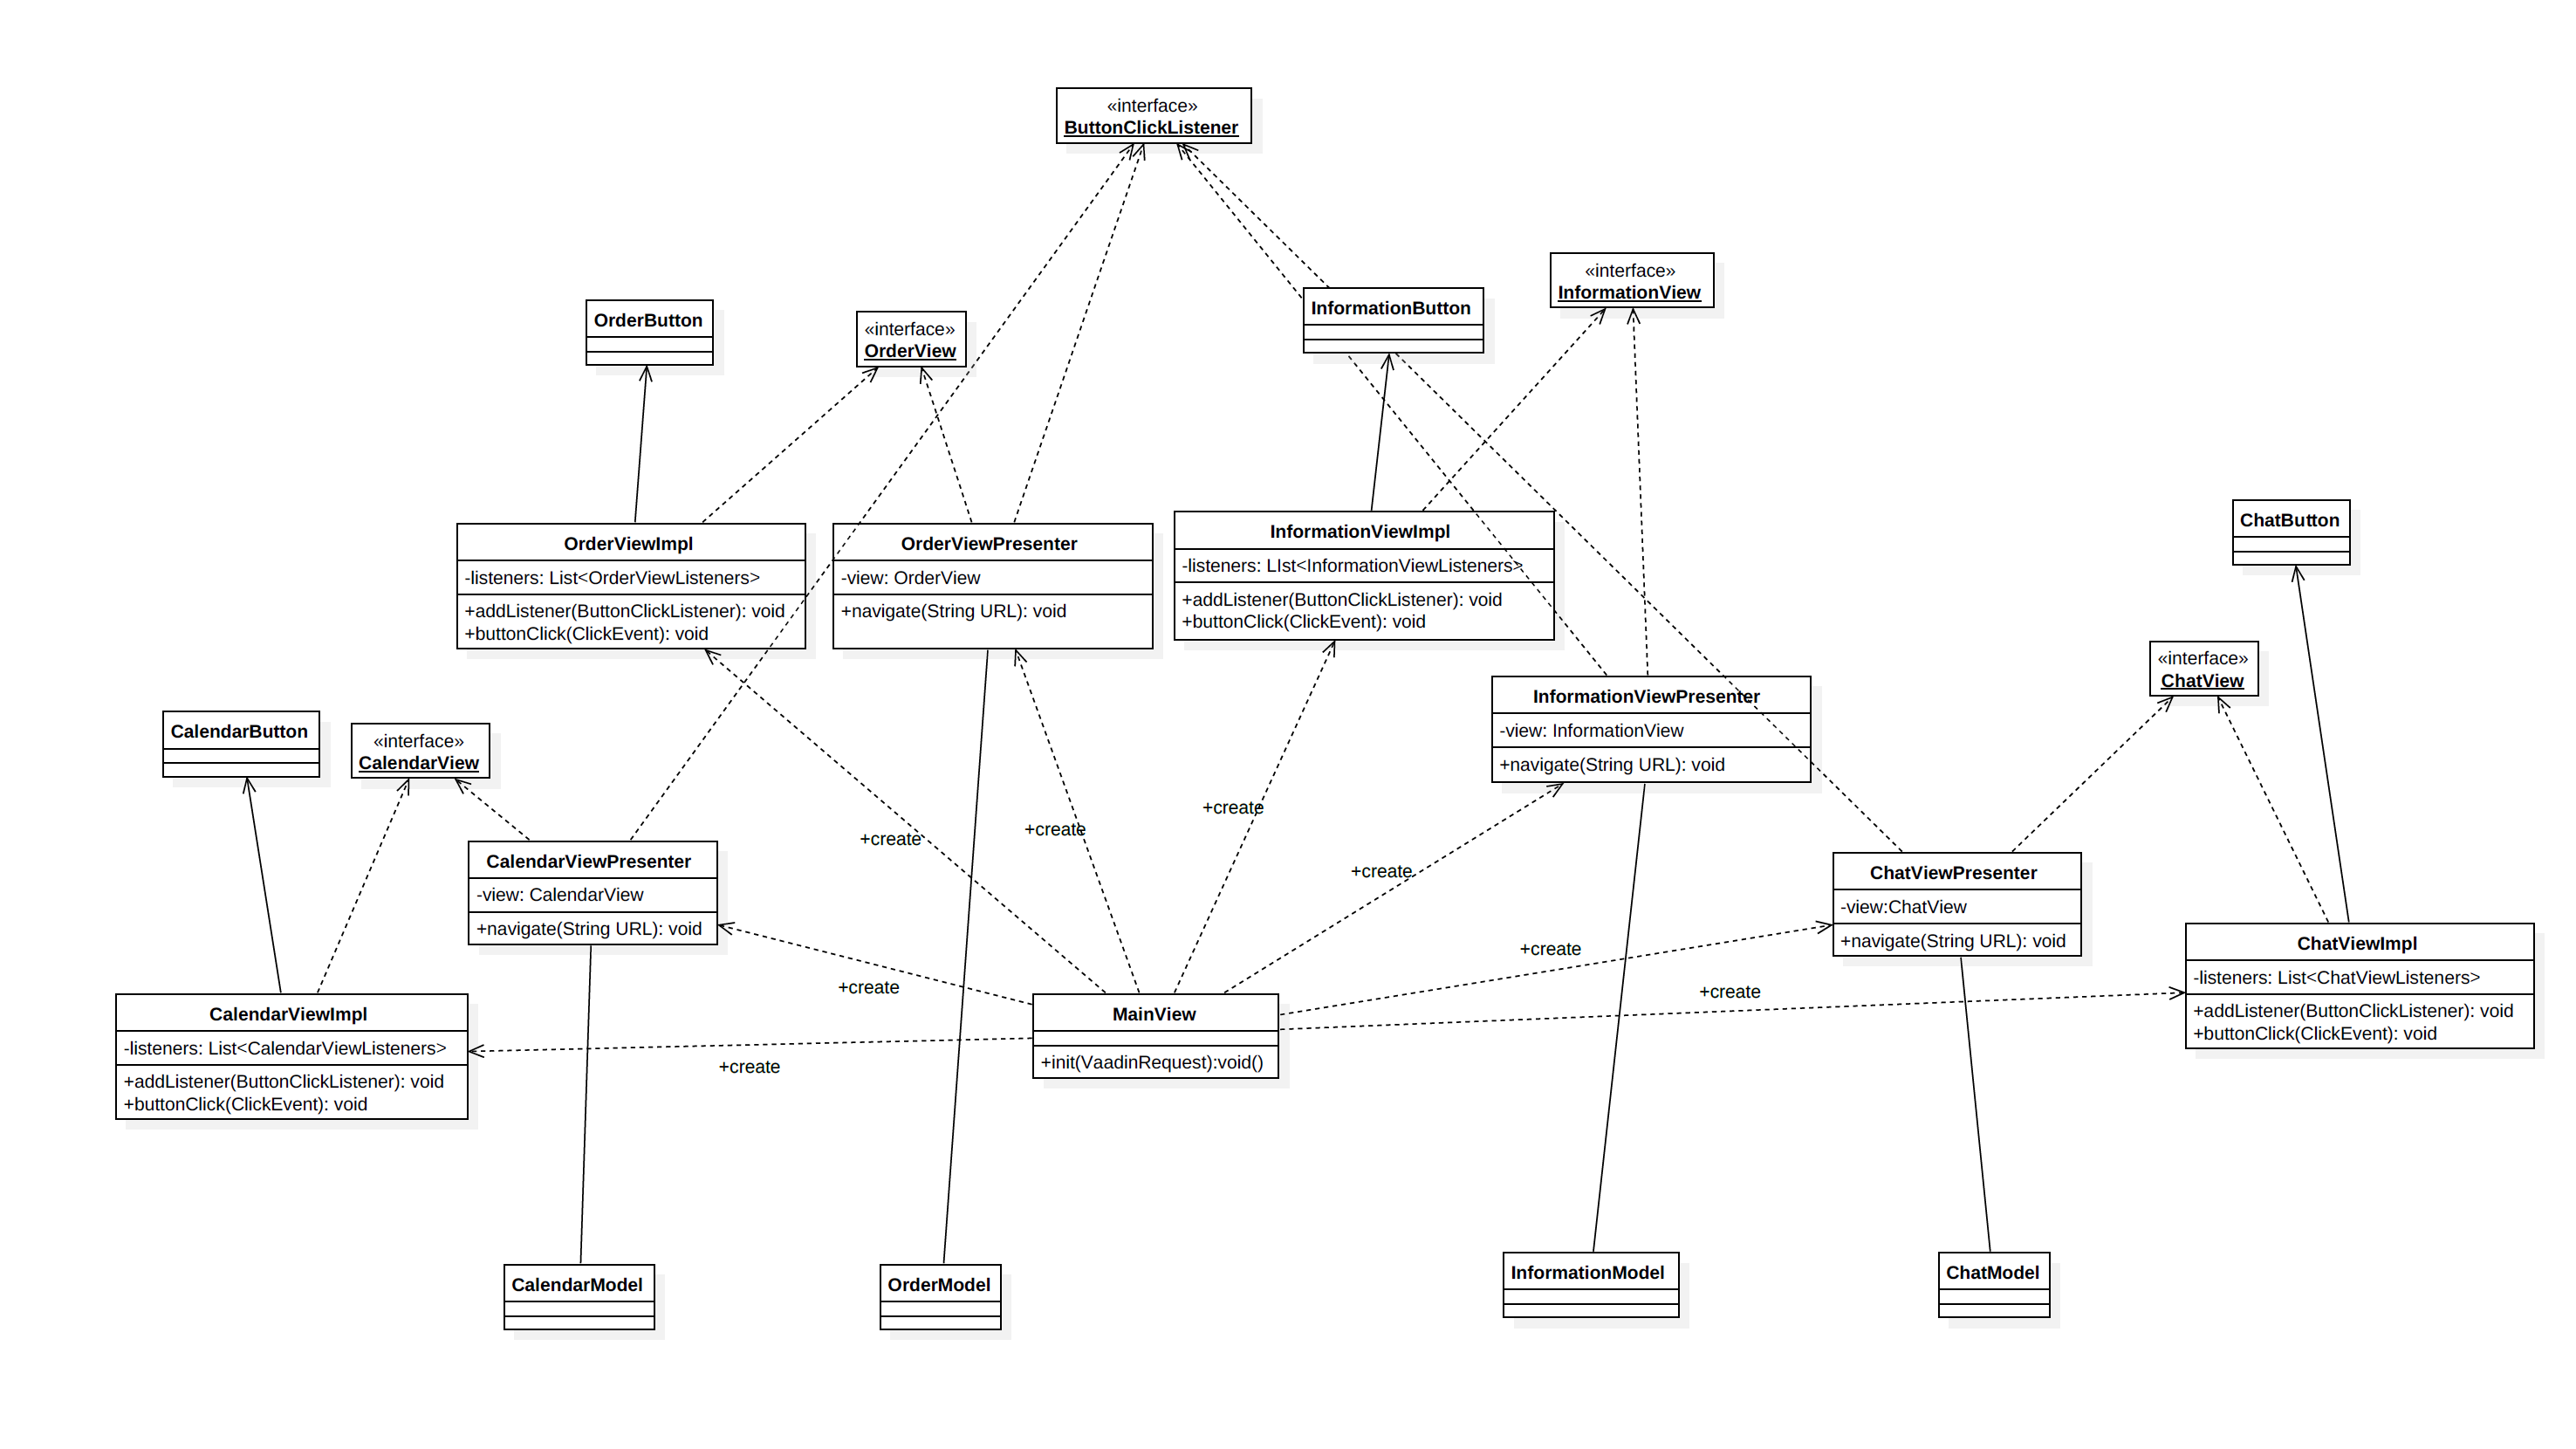 «interface»
ButtonClickListener
«interface»
InformationView
OrderButton
«interface»
OrderView
InformationButton
ChatButton
OrderViewImpl
-listeners: List<OrderViewListeners>
+addListener(ButtonClickListener): void
+buttonClick(ClickEvent): void
OrderViewPresenter
-view: OrderView
+navigate(String URL): void
InformationViewImpl
-listeners: LIst<InformationViewListeners>
+addListener(ButtonClickListener): void
+buttonClick(ClickEvent): void
«interface»
ChatView
InformationViewPresenter
-view: InformationView
+navigate(String URL): void
CalendarButton
«interface»
CalendarView
+create
+create
+create
+create
CalendarViewPresenter
-view: CalendarView
+navigate(String URL): void
ChatViewPresenter
-view:ChatView
+navigate(String URL): void
+create
+create
+create
+create
ChatViewImpl
-listeners: List<ChatViewListeners>
+addListener(ButtonClickListener): void
+buttonClick(ClickEvent): void
CalendarViewImpl
-listeners: List<CalendarViewListeners>
+addListener(ButtonClickListener): void
+buttonClick(ClickEvent): void
MainView
+init(VaadinRequest):void()
CalendarModel
OrderModel
InformationModel
ChatModel